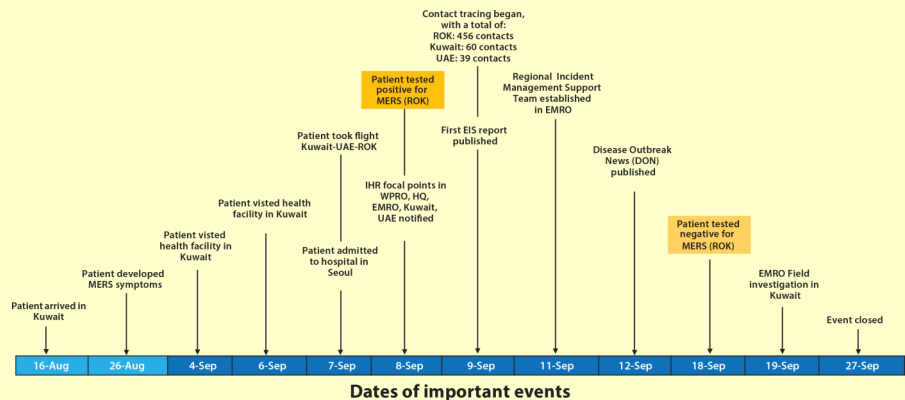 Patient arrived in
Kuwait
Patient developed
MERS symptoms
Patient visted
health facility in
Kuwait
Patient visted health
facility in Kuwait
Patient took flight
Kuwait-UAE-ROK
Patient admitted
to hospital in
Seoul
Patient tested
positive for
MERS (ROK)
IHR focal points in
WPRO, HQ,
EMRO, Kuwait,
UAE notified
Contact tracing began,
with a total of:
ROK: 456 contacts
Kuwait: 60 contacts
UAE: 39 contacts
First EIS report
published
Regional Incident
Management Support
Team established
in EMRO
Disease Outbreak
News (DON)
published
Patient tested
negative for
MERS (ROK)
EMRO Field
investigation in
Kuwait
Event closed
16-Aug 26-Aug 4-Sep 6-Sep 7-Sep 8-Sep 9-Sep 11-Sep 12-Sep 18-Sep 19-Sep 27-Sep
Dates of important events